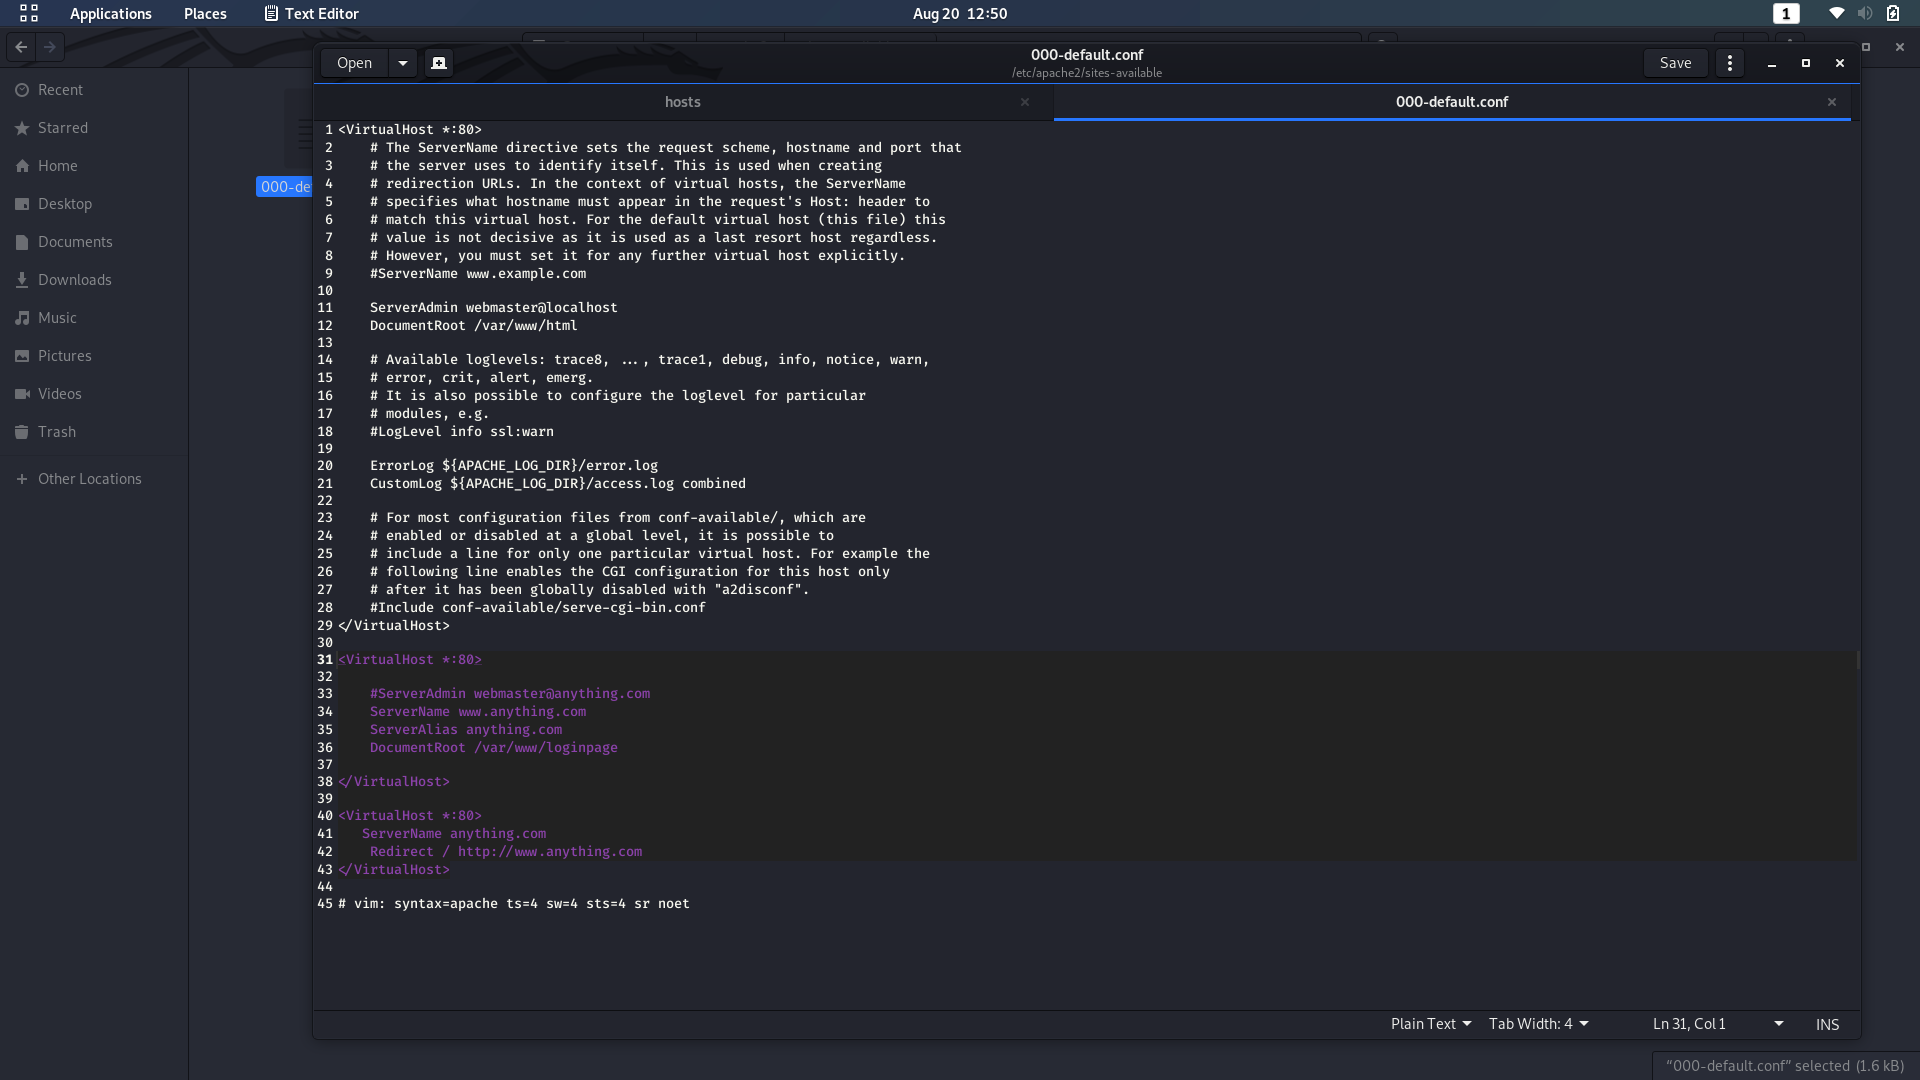 Applications Places Text Editor Aug 20 12:50 1
Open 000-default.conf Save
/etc/apache2/sites-available
hosts 000-default.conf
Recent
Starred
Home
Desktop
Documents
Downloads
Music
Pictures
Videos
Trash
Other Locations
000-de
1 <VirtualHost *:80>
2 # The ServerName directive sets the request scheme, hostname and port that
3 # the server uses to identify itself. This is used when creating
4 # redirection URLs. In the context of virtual hosts, the ServerName
5 # specifies what hostname must appear in the request's Host: header to
6 # match this virtual host. For the default virtual host (this file) this
7 # value is not decisive as it is used as a last resort host regardless.
8 # However, you must set it for any further virtual host explicitly.
9 #ServerName www.example.com
10
11 ServerAdmin webmaster@localhost
12 DocumentRoot /var/www/html
13
14 # Available loglevels: trace8, ..., trace1, debug, info, notice, warn,
15 # error, crit, alert, emerg.
16 # It is also possible to configure the loglevel for particular
17 # modules, e.g.
18 #LogLevel info ssl:warn
19
20 ErrorLog ${APACHE_LOG_DIR}/error.log
21 CustomLog ${APACHE_LOG_DIR}/access.log combined
22
23 # For most configuration files from conf-available/, which are
24 # enabled or disabled at a global level, it is possible to
25 # include a line for only one particular virtual host. For example the
26 # following line enables the CGI configuration for this host only
27 # after it has been globally disabled with "a2disconf".
28 #Include conf-available/serve-cgi-bin.conf
29 </VirtualHost>
30
31 <VirtualHost *:80>
32
33 #ServerAdmin webmaster@anything.com
34 ServerName www.anything.com
35 ServerAlias anything.com
36 DocumentRoot /var/www/loginpage
37
38 </VirtualHost>
39
40 <VirtualHost *:80>
41 ServerName anything.com
42 Redirect / http://www.anything.com
43 </VirtualHost>
44
45 # vim: syntax=apache ts=4 sw=4 sts=4 sr noet
Plain Text Tab Width: 4 Ln 31, Col 1 INS
"000-default.conf" selected (1.6 kB)